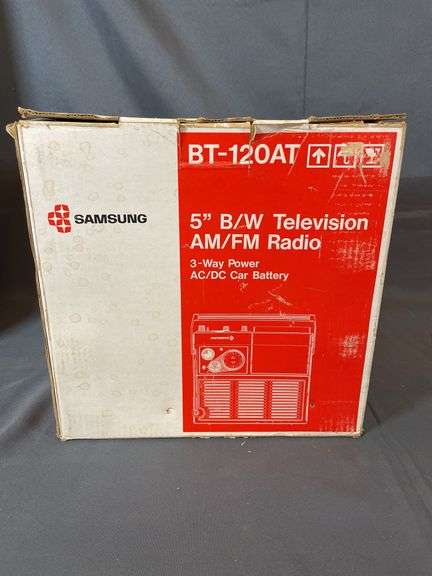 BT-120AT
SAMSUNG
5" B/W Television
AM/FM Radio
3-Way Power
AC/DC Car Battery